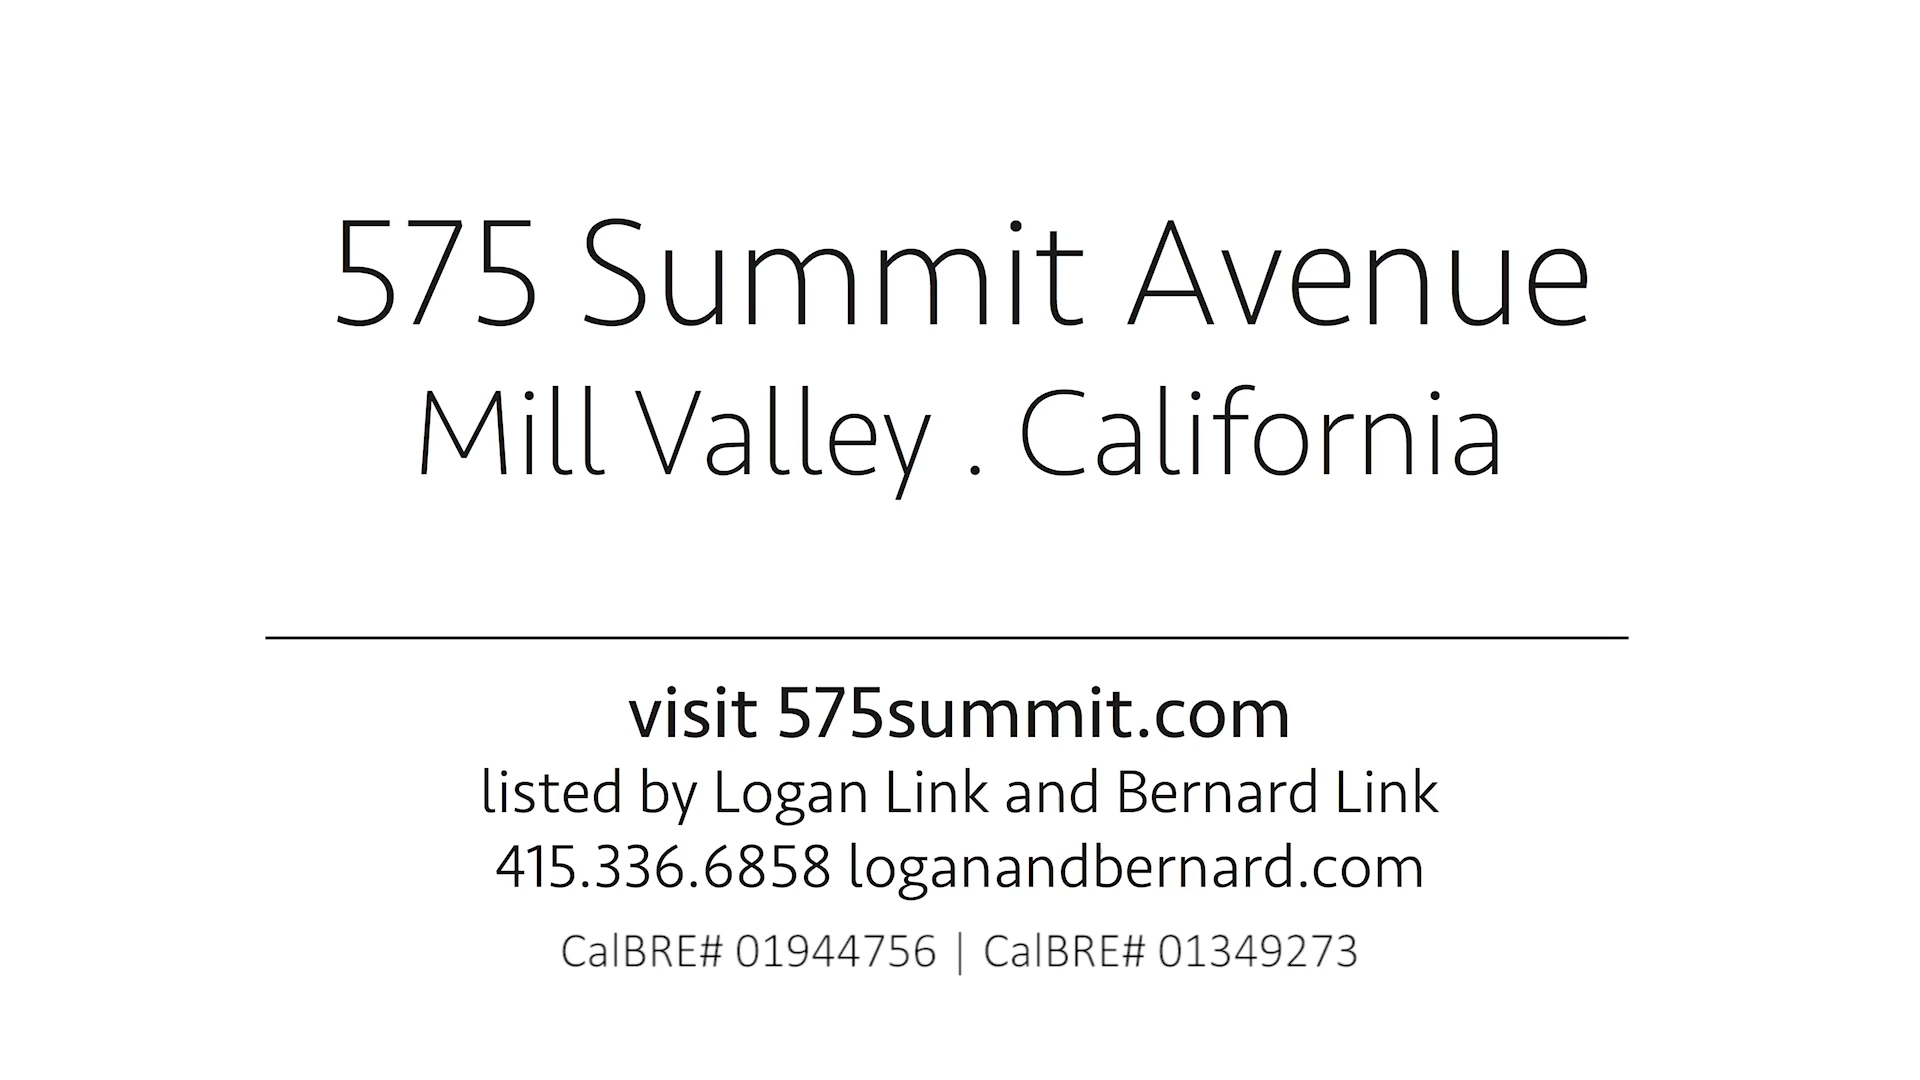 575 Summit Avenue
Mill Valley . California
visit 575summit.com
listed by Logan Link and Bernard Link
415.336.6858 loganandbernard.com
CalBRE# 01944756 | CalBRE# 01349273